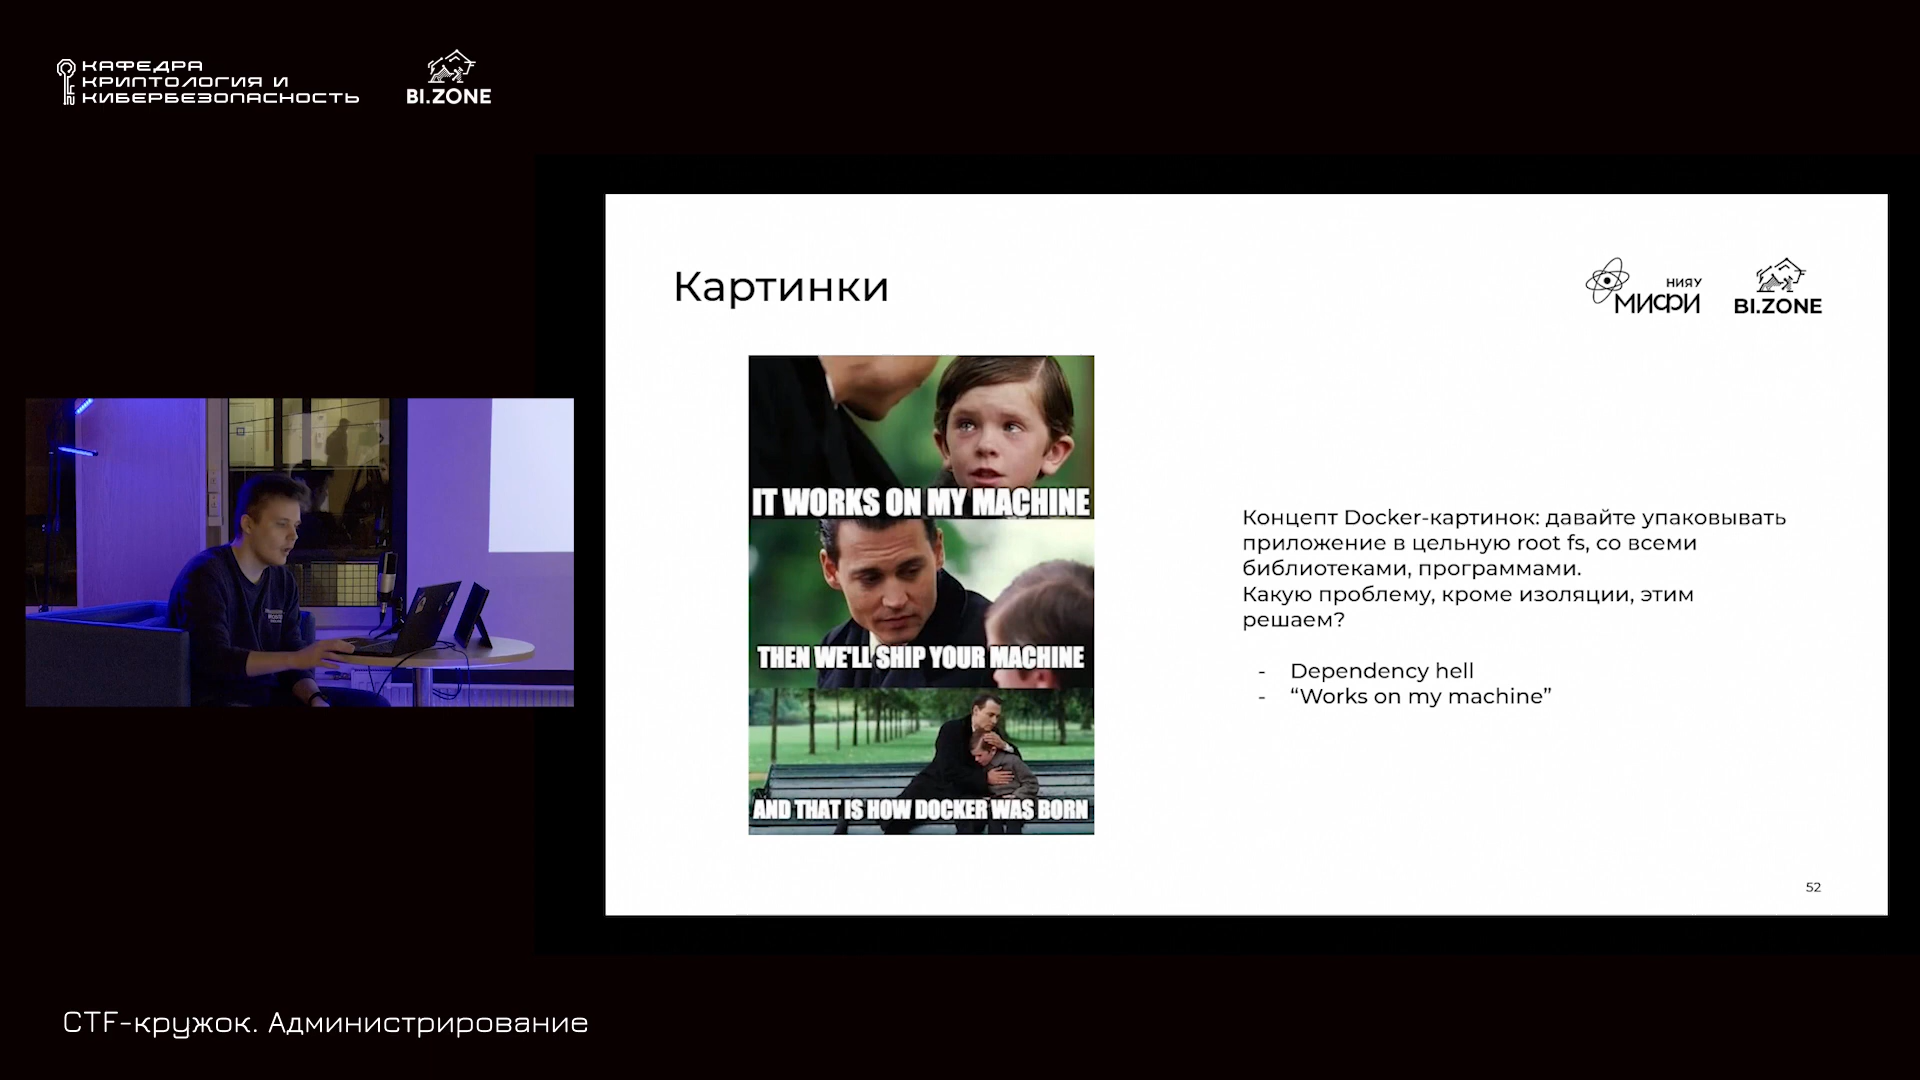 КАФЕДРА
КРИПТОЛОГИЯ И
КИБЕРБЕЗОПАСНОСТЬ
BI.ZONE
Картинки
НИЯУ
МИФИ
BI.ZONE
IT WORKS ON MY MACHINE
THEN WE'LL SHIP YOUR MACHINE
AND THAT IS HOW DOCKER WAS BORN
Концепт Docker-картинок: давайте упаковывать
приложение в цельную root fs, со всеми
библиотеками, программами.
Какую проблему, кроме изоляции, этим
решаем?
- Dependency hell
- “Works on my machine”
52
CTF-кружок. Администрирование